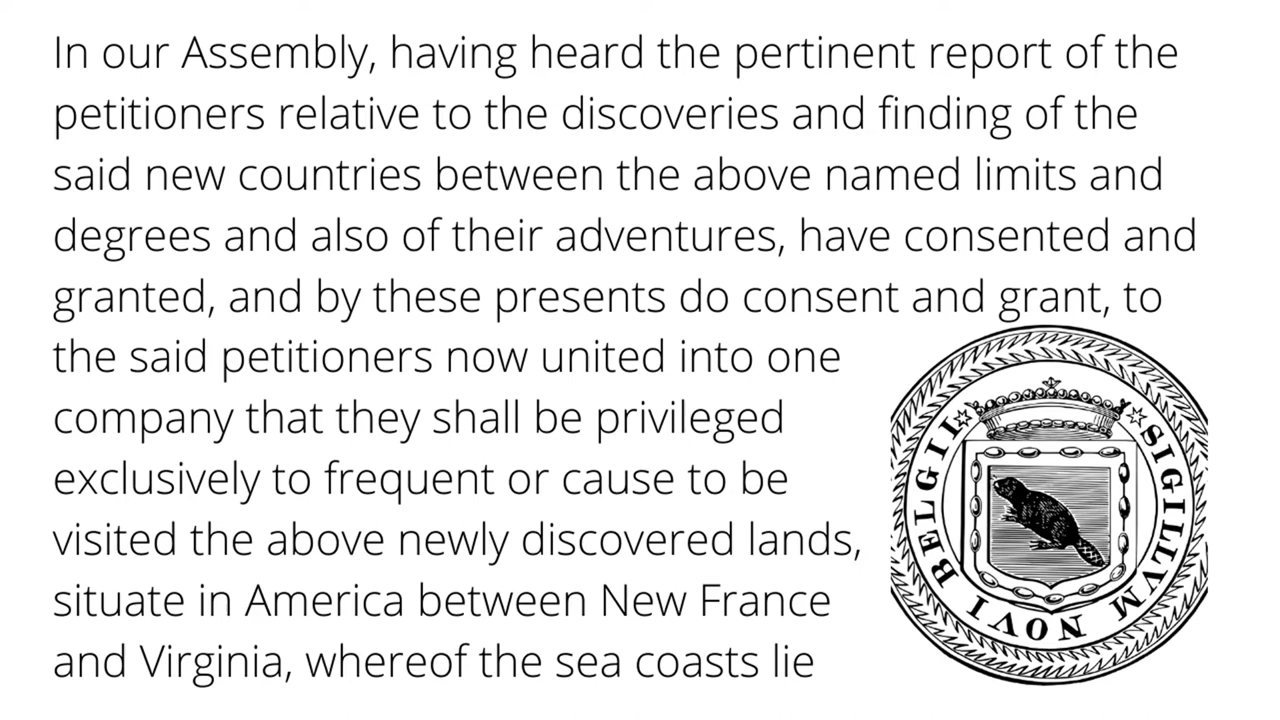 In our Assembly, having heard the pertinent report of the
petitioners relative to the discoveries and finding of the
said new countries between the above named limits and
degrees and also of their adventures, have consented and
granted, and by these presents do consent and grant, to
the said petitioners now united into one
company that they shall be privileged
exclusively to frequent or cause to be
visited the above newly discovered lands,
situate in America between New France
and Virginia, whereof the sea coasts lie
SIGILLVM NOVI BELGII